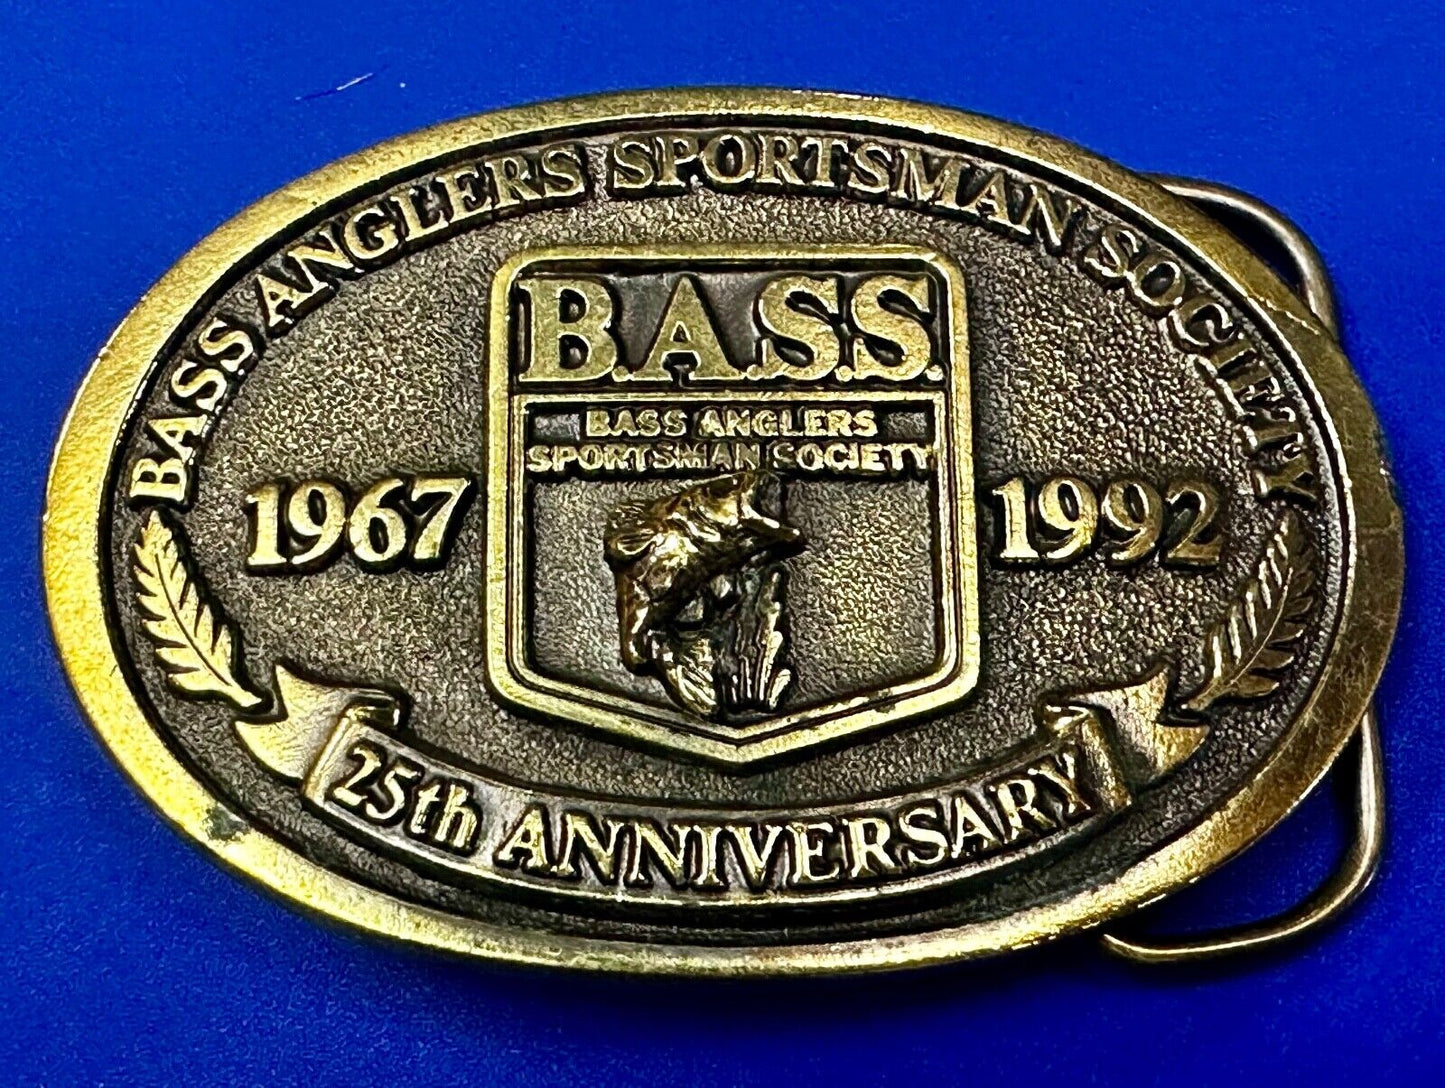 BASS ANGLERS SPORTSMAN SOCIETY
B.A.S.S.
BASS ANGLERS
SPORTSMAN SOCIETY
1967
1992
25th ANNIVERSARY